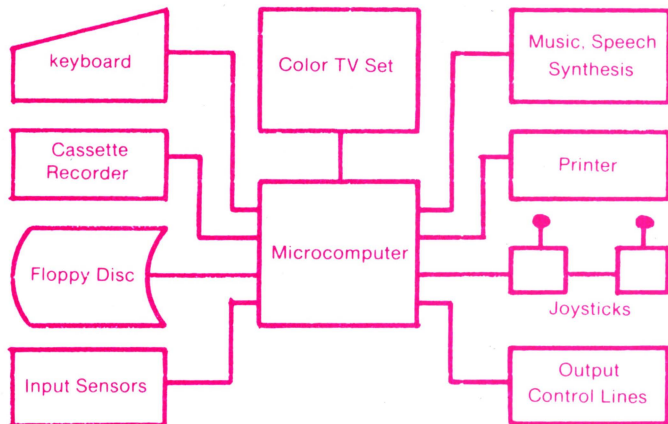 keyboard
Color TV Set
Music, Speech
Synthesis
Cassette
Recorder
Printer
Floppy Disc
Microcomputer
Joysticks
Input Sensors
Output
Control Lines